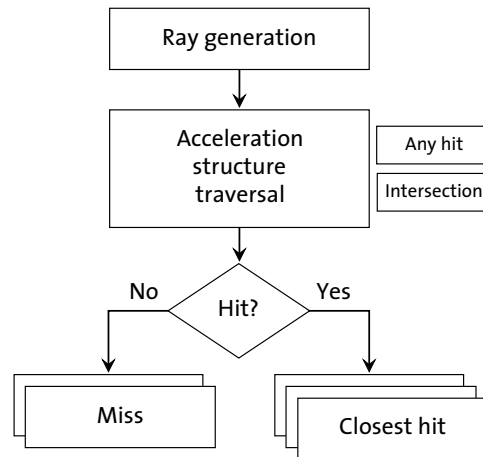 Ray generation
Acceleration
structure
traversal
Any hit
Intersection
No
Hit?
Yes
Miss
Closest hit